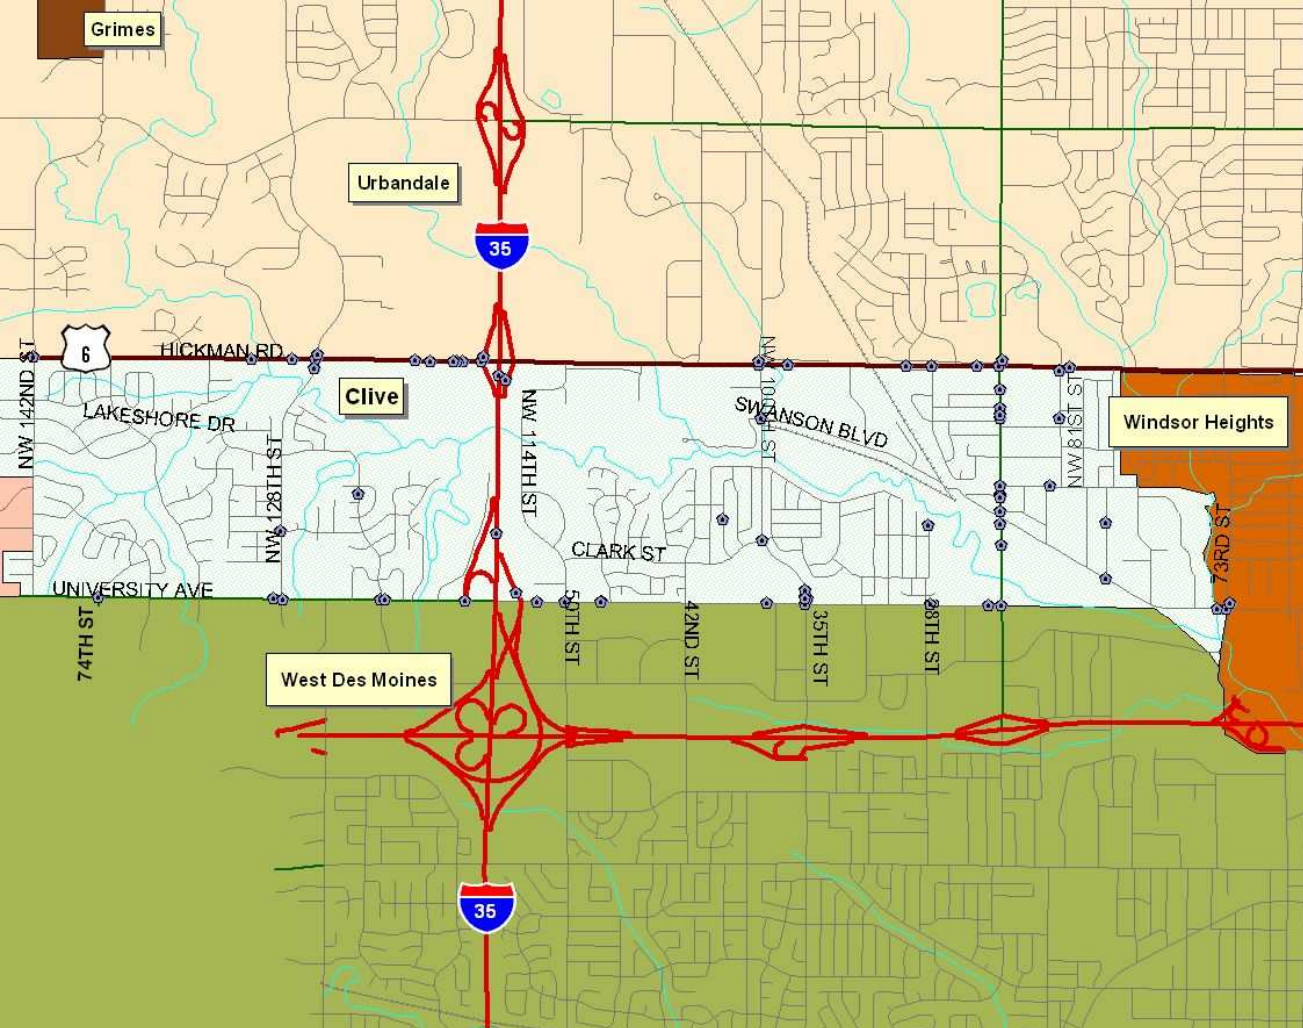 Grimes
Urbandale
35
6
HICKMAN RD
NW 142ND ST
Clive
LAKESHORE DR
NW 128TH ST
NW 114TH ST
NW 100TH ST
SWANSON BLVD
NW 81ST ST
Windsor Heights
73RD ST
CLARK ST
UNIVERSITY AVE
74TH ST
50TH ST
42ND ST
35TH ST
28TH ST
West Des Moines
35